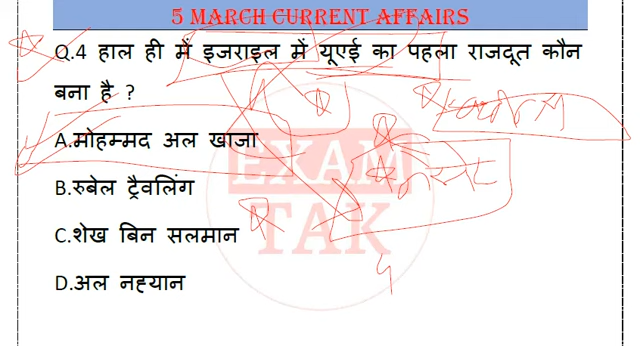 5 MARCH CURRENT AFFAIRS
Q.4 हाल ही में इजराइल में यूएई का पहला राजदूत कौन
बना है ?
A.मोहम्मद अल खाजा
B.रुबेल ट्रैवलिंग
C.शेख बिन सलमान
D.अल नह्यान
EXAM
TAK